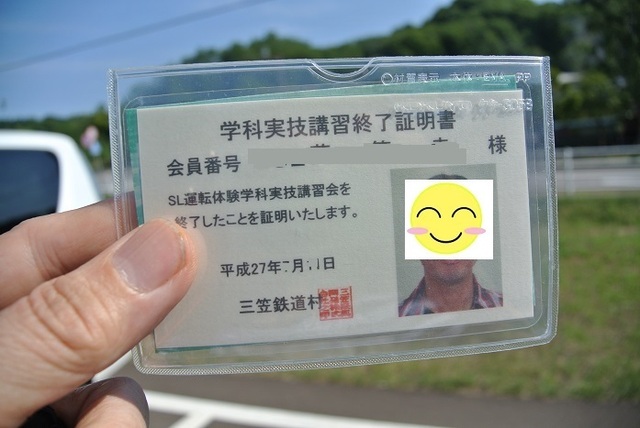 学科実技講習終了証明書
会員番号 様
SL運転体験学科実技講習会を
終了したことを証明いたします。
平成27年 月 日
三笠鉄道村